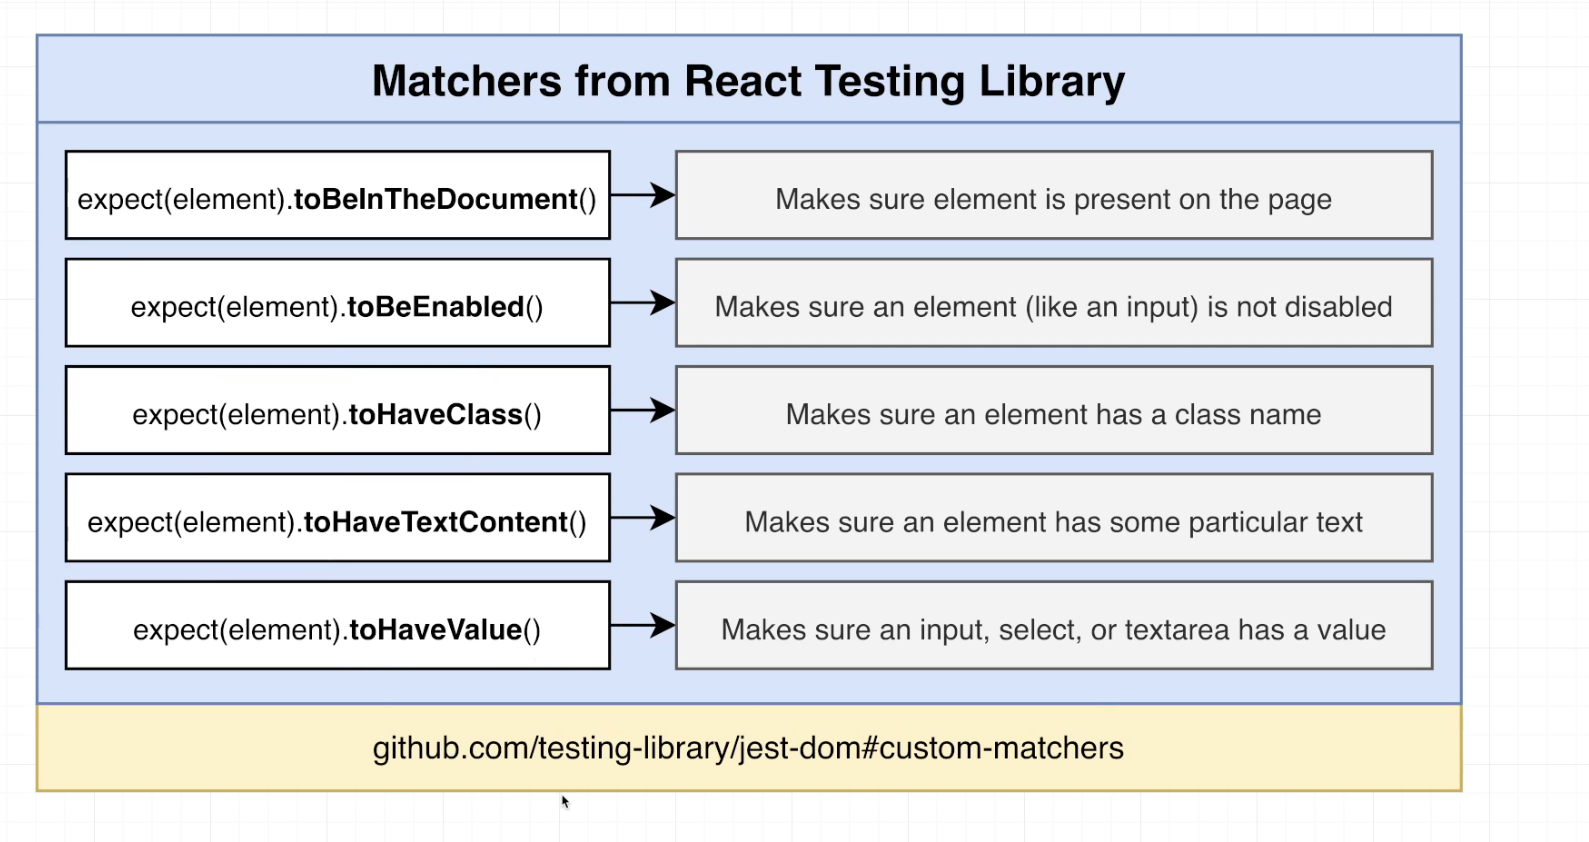 Matchers from React Testing Library
expect(element).toBeInTheDocument()
Makes sure element is present on the page
expect(element).toBeEnabled()
Makes sure an element (like an input) is not disabled
expect(element).toHaveClass()
Makes sure an element has a class name
expect(element).toHaveTextContent()
Makes sure an element has some particular text
expect(element).toHaveValue()
Makes sure an input, select, or textarea has a value
github.com/testing-library/jest-dom#custom-matchers